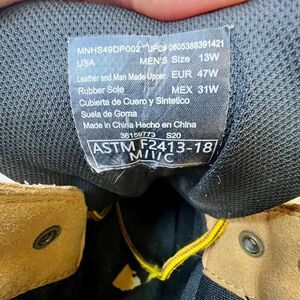 MNHS49DP002 UPC# 0605388391421
USA MEN'S Size 13W
Leather and Man Made Upper EUR 47W
Rubber Sole MEX 31W
Cubierta de Cuero y Sintetico
Suela de Goma
Made in China Hecho en China
36159773 S20
ASTM F2413-18
M I/C